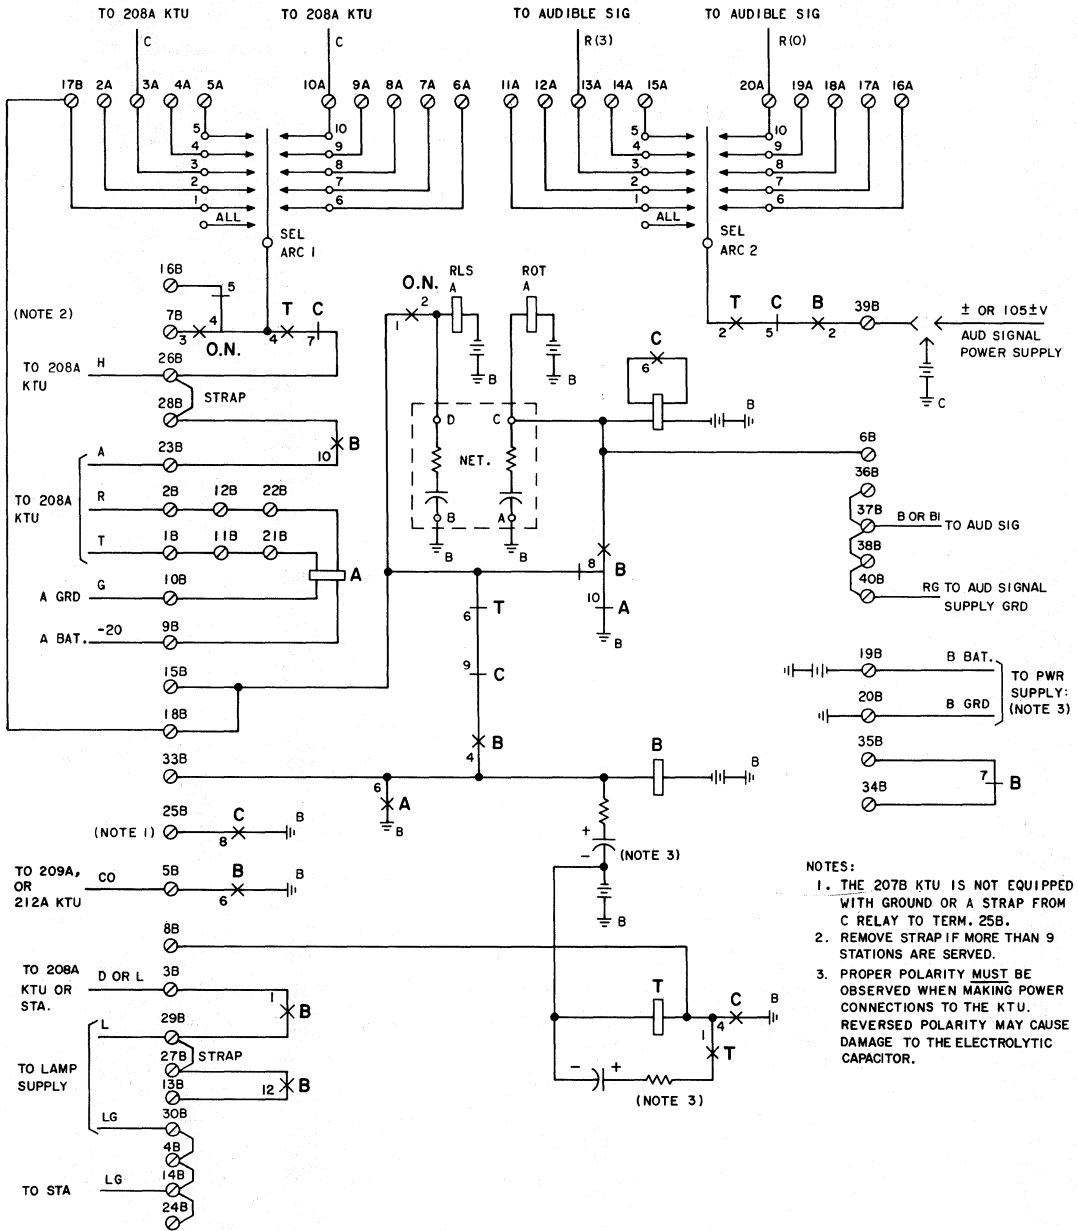 TO 208A KTU
TO 208A KTU
TO AUDIBLE SIG
TO AUDIBLE SIG
C
C
R(3)
R(0)
17B 2A 3A 4A 5A
10A 9A 8A 7A 6A
11A 12A 13A 14A 15A
20A 19A 18A 17A 16A
5
4
3
2
1
ALL
10
9
8
7
6
SEL
ARC 1
5
4
3
2
1
ALL
10
9
8
7
6
SEL
ARC 2
16B
5
(NOTE 2)
7B
3
4
O.N.
4
T
C
7
TO 208A
KTU
H
26B
STRAP
28B
B
10
TO 208A
KTU
A
23B
R
2B 12B 22B
T
1B 11B 21B
A
A GRD
G
10B
A BAT.
-20
9B
15B
18B
33B
O.N.
1
2
RLS
A
B
ROT
A
B
C
6
B
D
C
NET.
B
A
B
B
8
B
10
A
B
T
6
9
C
B
4
6
A
B
B
B
+
-
(NOTE 3)
B
T
2
C
5
B
2
39B
± OR 105±V
AUD SIGNAL
POWER SUPPLY
C
6B
36B
37B
B OR B1
TO AUD SIG
38B
40B
RG TO AUD SIGNAL
SUPPLY GRD
19B
B BAT.
20B
B GRD
TO PWR
SUPPLY:
(NOTE 3)
35B
34B
7
B
(NOTE 1)
25B
C
8
B
TO 209A,
OR
212A KTU
CO
5B
B
6
B
8B
TO 208A
KTU OR
STA.
D OR L
3B
1
B
TO LAMP
SUPPLY
L
29B
27B
STRAP
13B
12
B
LG
30B
4B
TO STA
LG
14B
24B
T
C
4
B
1
T
-
+
(NOTE 3)
NOTES:
1. THE 207B KTU IS NOT EQUIPPED
WITH GROUND OR A STRAP FROM
C RELAY TO TERM. 25B.
2. REMOVE STRAP IF MORE THAN 9
STATIONS ARE SERVED.
3. PROPER POLARITY MUST BE
OBSERVED WHEN MAKING POWER
CONNECTIONS TO THE KTU.
REVERSED POLARITY MAY CAUSE
DAMAGE TO THE ELECTROLYTIC
CAPACITOR.